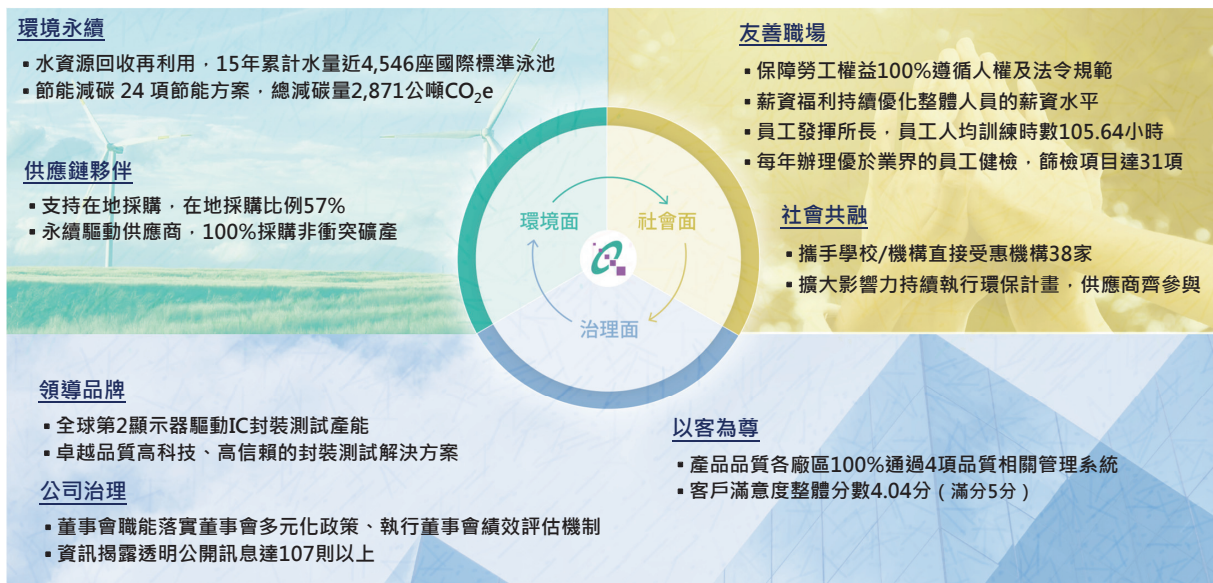 環境永續
▪ 水資源回收再利用，15年累計水量近4,546座國際標準泳池
▪ 節能減碳 24 項節能方案，總減碳量2,871公噸CO₂e
供應鏈夥伴
▪ 支持在地採購，在地採購比例57%
▪ 永續驅動供應商，100%採購非衝突礦產
友善職場
▪ 保障勞工權益100%遵循人權及法令規範
▪ 薪資福利持續優化整體人員的薪資水平
▪ 員工發揮所長，員工人均訓練時數105.64小時
▪ 每年辦理優於業界的員工健檢，篩檢項目達31項
社會共融
▪ 攜手學校/機構直接受惠機構38家
▪ 擴大影響力持續執行環保計畫，供應商齊參與
環境面
社會面
治理面
領導品牌
▪ 全球第2顯示器驅動IC封裝測試產能
▪ 卓越品質高科技、高信賴的封裝測試解決方案
公司治理
▪ 董事會職能落實董事會多元化政策、執行董事會績效評估機制
▪ 資訊揭露透明公開訊息達107則以上
以客為尊
▪ 產品品質各廠區100%通過4項品質相關管理系統
▪ 客戶滿意度整體分數4.04分（滿分5分）